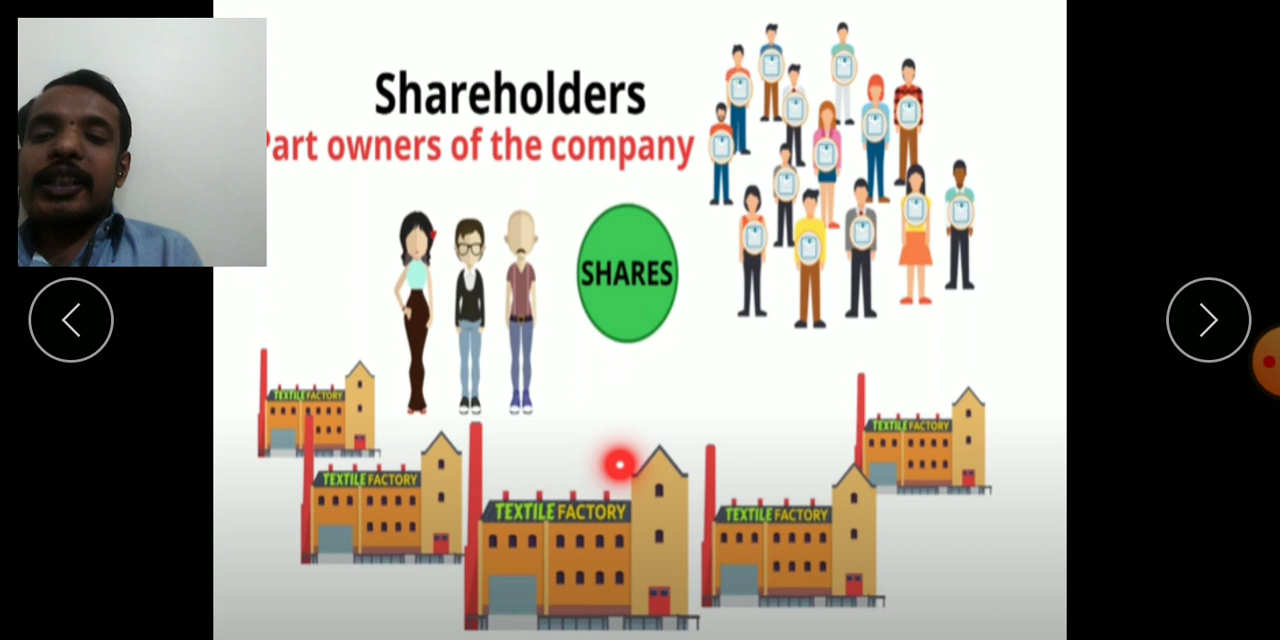 Shareholders
Part owners of the company
SHARES
TEXTILE FACTORY
TEXTILE FACTORY
TEXTILE FACTORY
TEXTILE FACTORY
TEXTILE FACTORY